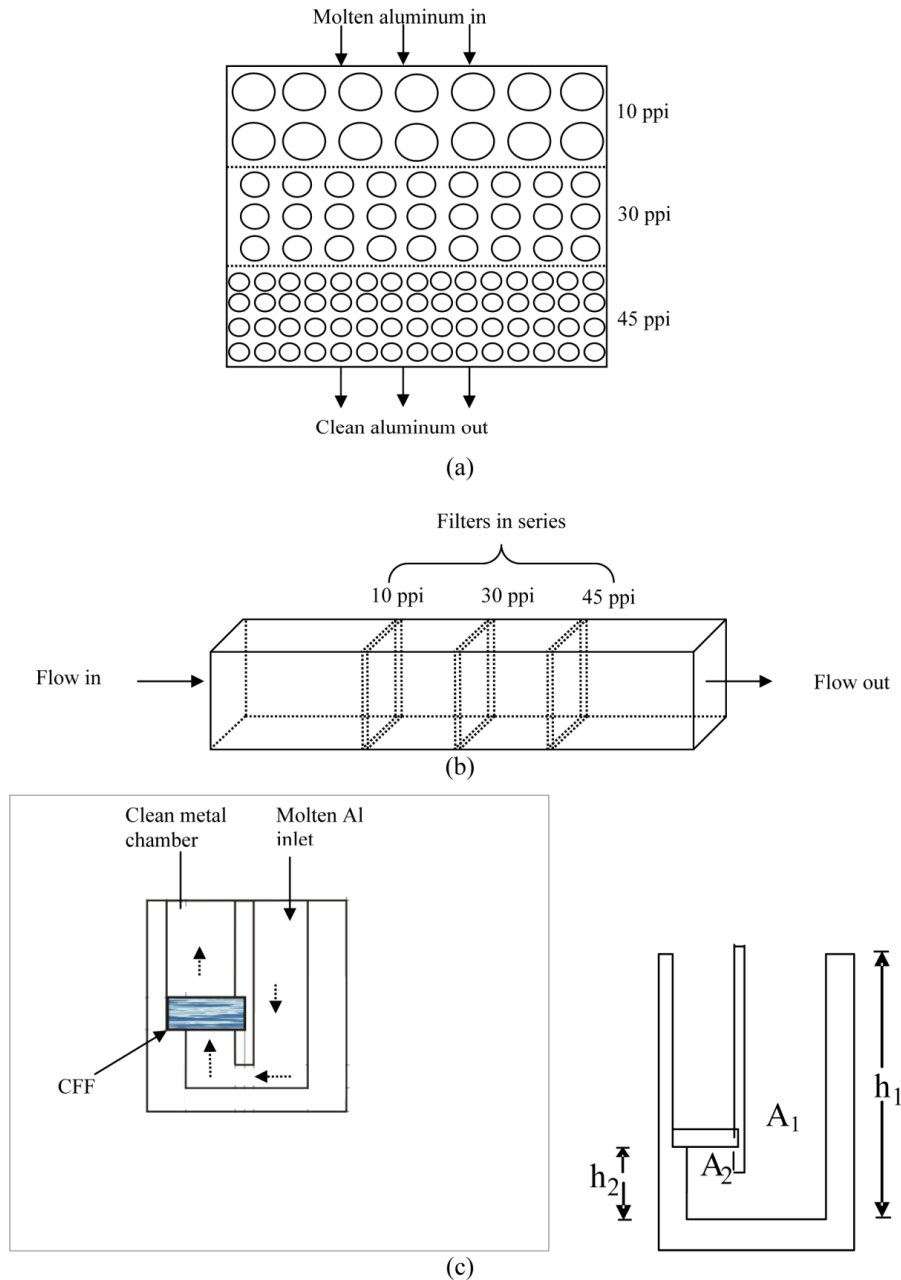 Molten aluminum in
10 ppi
30 ppi
45 ppi
Clean aluminum out
(a)
Filters in series
10 ppi 30 ppi 45 ppi
Flow in
Flow out
(b)
Clean metal
chamber
Molten Al
inlet
CFF
A1
h1
A2
h2
(c)